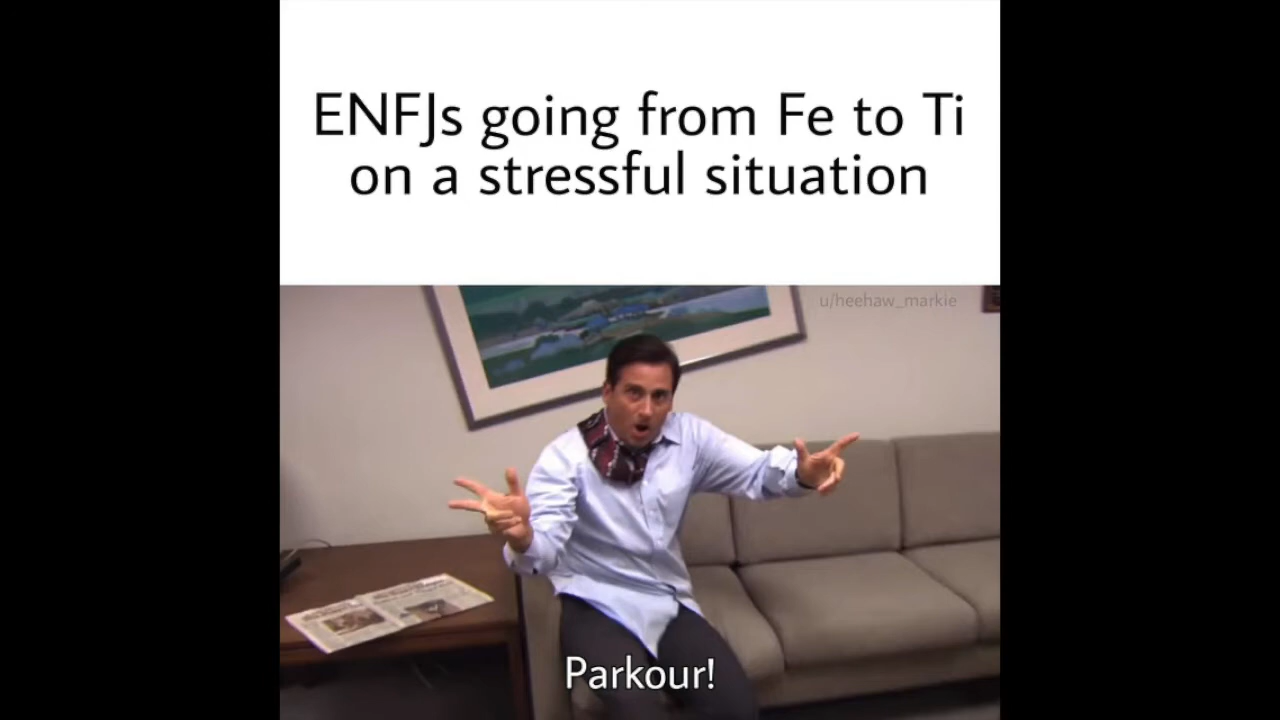 ENFJs going from Fe to Ti
on a stressful situation
u/heehaw_markie
Parkour!